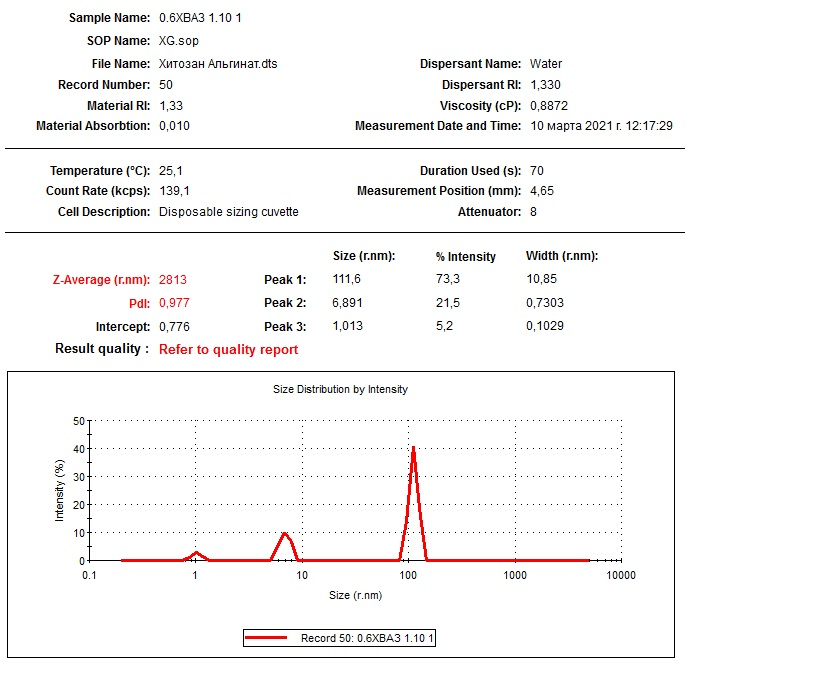 Sample Name: 0.6ХВАЗ 1.10 1
SOP Name: XG.sop
File Name: Хитозан Альгинат.dts Dispersant Name: Water
Record Number: 50 Dispersant RI: 1,330
Material RI: 1,33 Viscosity (cP): 0,8872
Material Absorbtion: 0,010 Measurement Date and Time: 10 марта 2021 г. 12:17:29
Temperature (°C): 25,1 Duration Used (s): 70
Count Rate (kcps): 139,1 Measurement Position (mm): 4,65
Cell Description: Disposable sizing cuvette Attenuator: 8
Size (r.nm): % Intensity Width (r.nm):
Z-Average (r.nm): 2813 Peak 1: 111,6 73,3 10,85
PdI: 0,977 Peak 2: 6,891 21,5 0,7303
Intercept: 0,776 Peak 3: 1,013 5,2 0,1029
Result quality : Refer to quality report
Size Distribution by Intensity
50
40
30
20
10
0
Intensity (%)
0.1 1 10 100 1000 10000
Size (r.nm)
Record 50: 0.6ХВАЗ 1.10 1